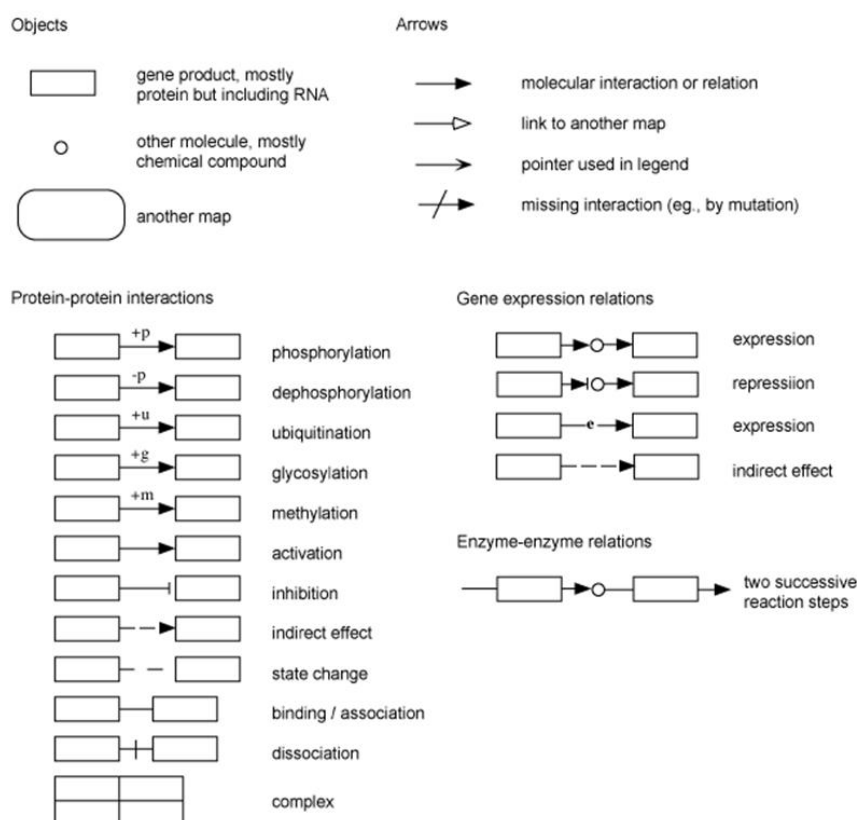 Objects
gene product, mostly
protein but including RNA
other molecule, mostly
chemical compound
another map
Arrows
molecular interaction or relation
link to another map
pointer used in legend
missing interaction (eg., by mutation)
Protein-protein interactions
+p
phosphorylation
-p
dephosphorylation
+u
ubiquitination
+g
glycosylation
+m
methylation
activation
inhibition
indirect effect
state change
binding / association
dissociation
complex
Gene expression relations
expression
repressiion
e
expression
indirect effect
Enzyme-enzyme relations
two successive
reaction steps